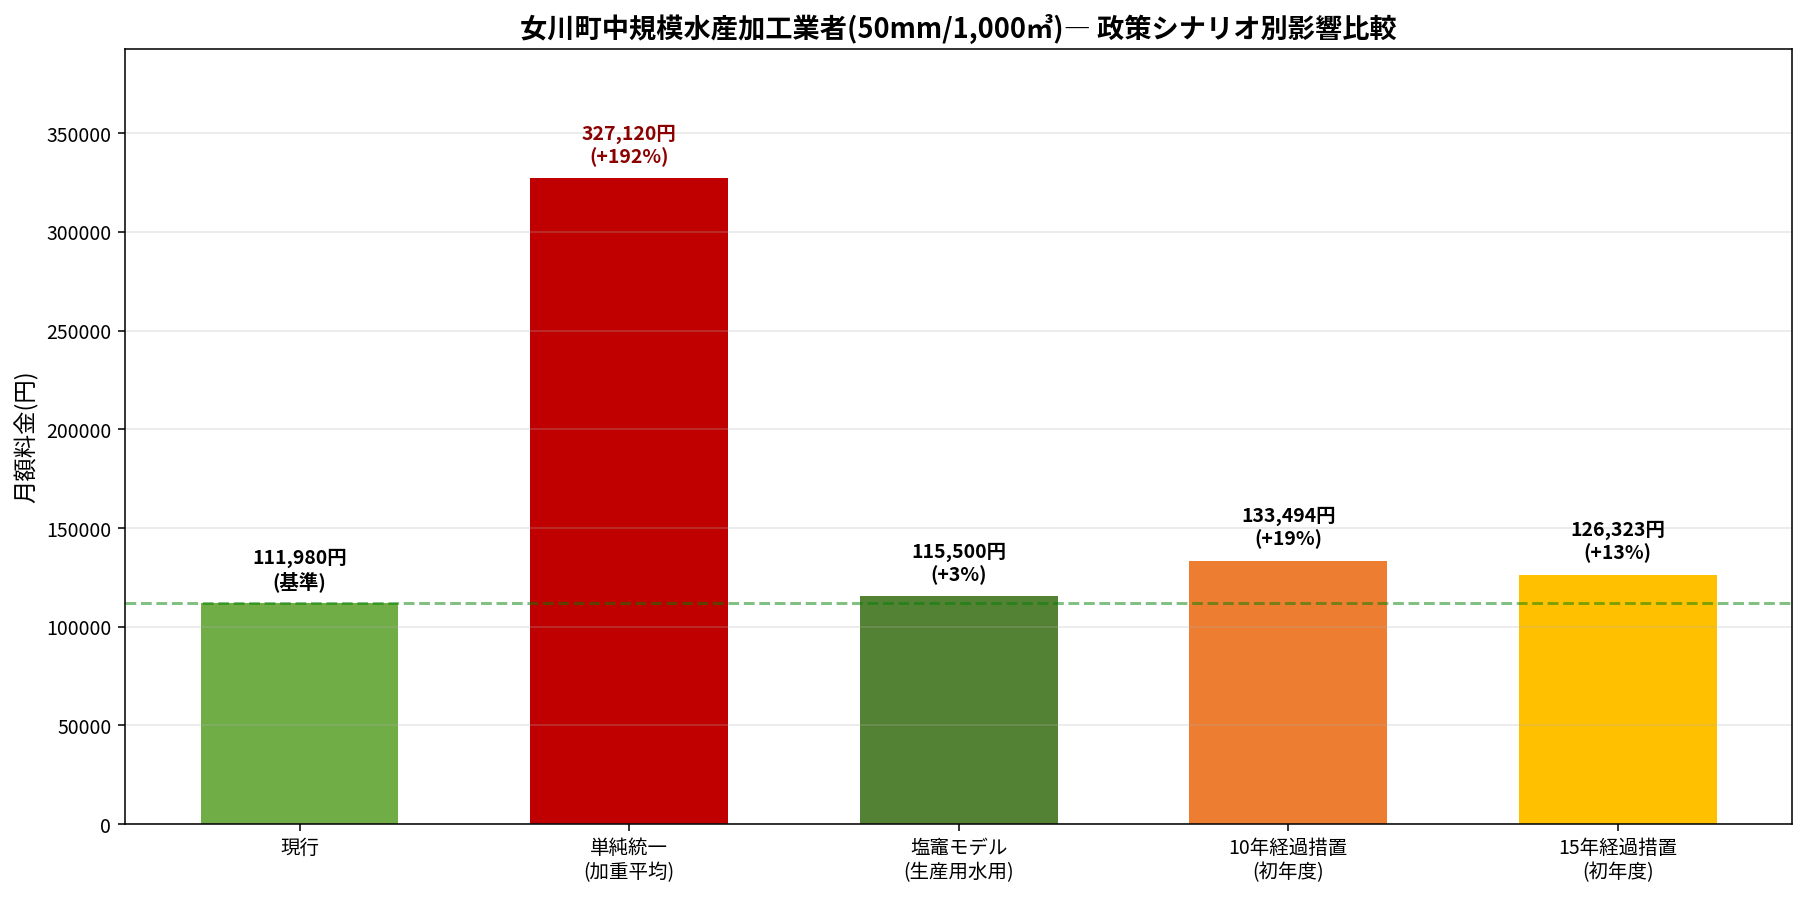 女川町中規模水産加工業者(50mm/1,000㎥)― 政策シナリオ別影響比較
月額料金(円)
350000
300000
250000
200000
150000
100000
50000
0
111,980円
(基準)
327,120円
(+192%)
115,500円
(+3%)
133,494円
(+19%)
126,323円
(+13%)
現行
単純統一
(加重平均)
塩竈モデル
(生産用水用)
10年経過措置
(初年度)
15年経過措置
(初年度)